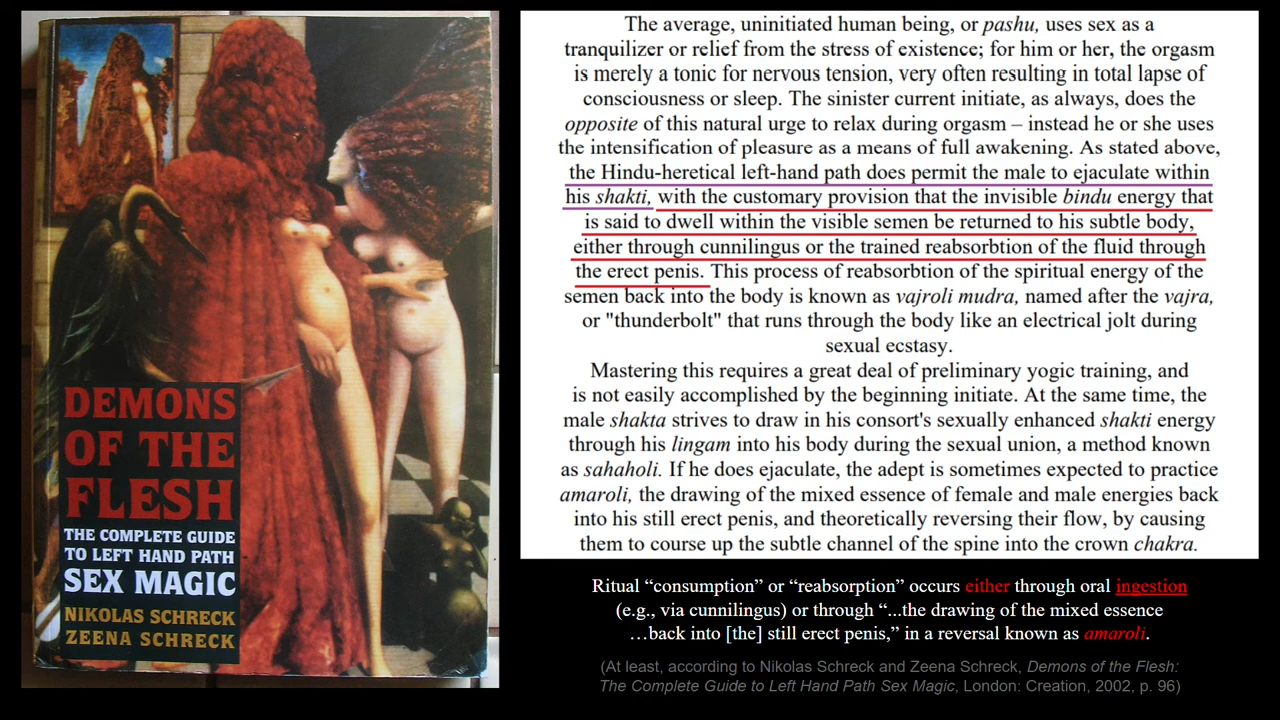 DEMONS
OF THE
FLESH
THE COMPLETE GUIDE
TO LEFT HAND PATH
SEX MAGIC
NIKOLAS SCHRECK
ZEENA SCHRECK
The average, uninitiated human being, or pashu, uses sex as a
tranquilizer or relief from the stress of existence; for him or her, the orgasm
is merely a tonic for nervous tension, very often resulting in total lapse of
consciousness or sleep. The sinister current initiate, as always, does the
opposite of this natural urge to relax during orgasm – instead he or she uses
the intensification of pleasure as a means of full awakening. As stated above,
the Hindu-heretical left-hand path does permit the male to ejaculate within
his shakti, with the customary provision that the invisible bindu energy that
is said to dwell within the visible semen be returned to his subtle body,
either through cunnilingus or the trained reabsorbtion of the fluid through
the erect penis. This process of reabsorbtion of the spiritual energy of the
semen back into the body is known as vajroli mudra, named after the vajra,
or "thunderbolt" that runs through the body like an electrical jolt during
sexual ecstasy.
Mastering this requires a great deal of preliminary yogic training, and
is not easily accomplished by the beginning initiate. At the same time, the
male shakta strives to draw in his consort's sexually enhanced shakti energy
through his lingam into his body during the sexual union, a method known
as sahaholi. If he does ejaculate, the adept is sometimes expected to practice
amaroli, the drawing of the mixed essence of female and male energies back
into his still erect penis, and theoretically reversing their flow, by causing
them to course up the subtle channel of the spine into the crown chakra.
Ritual “consumption” or “reabsorption” occurs either through oral ingestion
(e.g., via cunnilingus) or through “...the drawing of the mixed essence
…back into [the] still erect penis,” in a reversal known as amaroli.
(At least, according to Nikolas Schreck and Zeena Schreck, Demons of the Flesh:
The Complete Guide to Left Hand Path Sex Magic, London: Creation, 2002, p. 96)